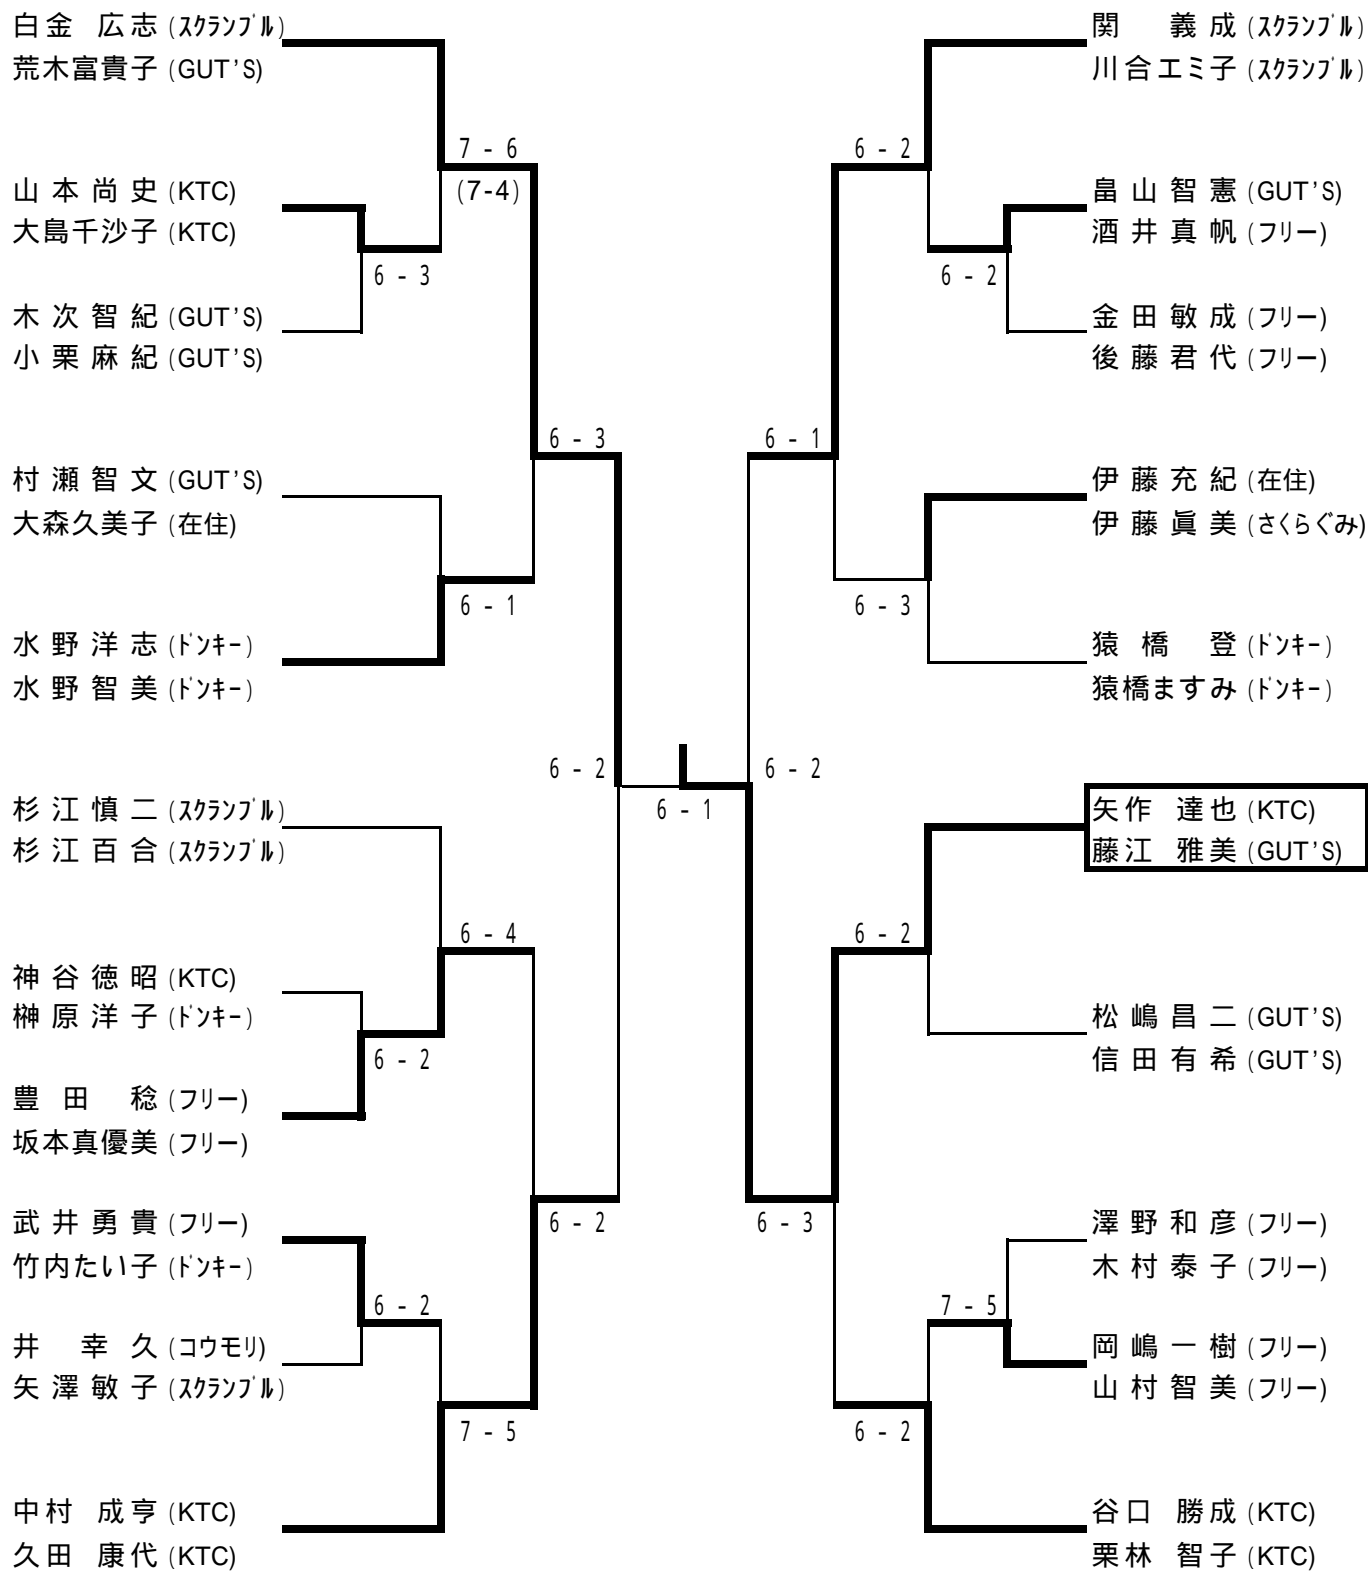 白金 広志 (ｽｸﾗﾝﾌﾞﾙ)
荒木富貴子 (GUT'S)
7 - 6
(7-4)
山本尚史 (KTC)
大島千沙子 (KTC)
6 - 3
木次智紀 (GUT'S)
小栗麻紀 (GUT'S)
6 - 3
村瀬智文 (GUT'S)
大森久美子 (在住)
6 - 1
水野洋志 (ﾄﾞﾝｷｰ)
水野智美 (ﾄﾞﾝｷｰ)
6 - 2
杉江慎二 (ｽｸﾗﾝﾌﾞﾙ)
杉江百合 (ｽｸﾗﾝﾌﾞﾙ)
6 - 4
神谷徳昭 (KTC)
榊原洋子 (ﾄﾞﾝｷｰ)
6 - 2
豊田 稔 (フリー)
坂本真優美 (フリー)
6 - 2
武井勇貴 (フリー)
竹内たい子 (ﾄﾞﾝｷｰ)
6 - 2
井 幸久 (コウモリ)
矢澤敏子 (ｽｸﾗﾝﾌﾞﾙ)
7 - 5
中村 成亨 (KTC)
久田 康代 (KTC)
6 - 1
関 義成 (ｽｸﾗﾝﾌﾞﾙ)
川合エミ子 (ｽｸﾗﾝﾌﾞﾙ)
6 - 2
畠山智憲 (GUT'S)
酒井真帆 (フリー)
6 - 2
金田敏成 (フリー)
後藤君代 (フリー)
6 - 1
伊藤充紀 (在住)
伊藤眞美 (さくらぐみ)
6 - 3
猿橋 登 (ﾄﾞﾝｷｰ)
猿橋ますみ (ﾄﾞﾝｷｰ)
6 - 2
矢作 達也 (KTC)
藤江 雅美 (GUT'S)
6 - 2
松嶋昌二 (GUT'S)
信田有希 (GUT'S)
6 - 3
澤野和彦 (フリー)
木村泰子 (フリー)
7 - 5
岡嶋一樹 (フリー)
山村智美 (フリー)
6 - 2
谷口 勝成 (KTC)
栗林 智子 (KTC)